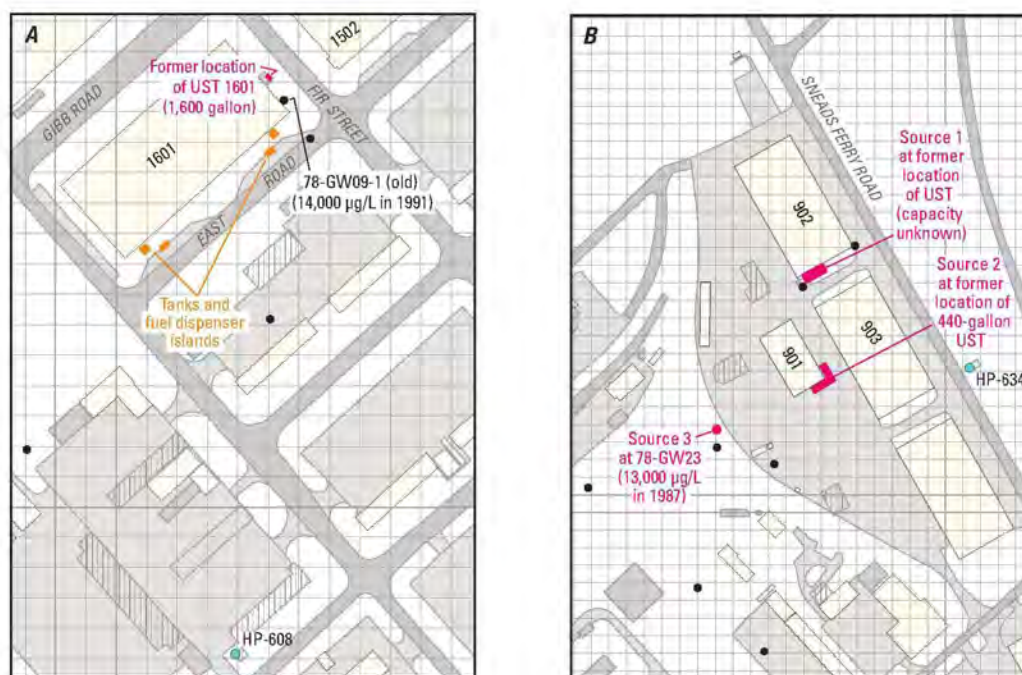 A
1502
Former location
of UST 1601
(1,600 gallon)
GIBB ROAD
FIR STREET
1601
78-GW09-1 (old)
(14,000 µg/L in 1991)
EAST ROAD
Tanks and
fuel dispenser
islands
HP-608
B
SNEADS FERRY ROAD
Source 1
at former
location
of UST
(capacity
unknown)
902
Source 2
at former
location of
440-gallon
UST
903
901
HP-634
Source 3
at 78-GW23
(13,000 µg/L
in 1987)